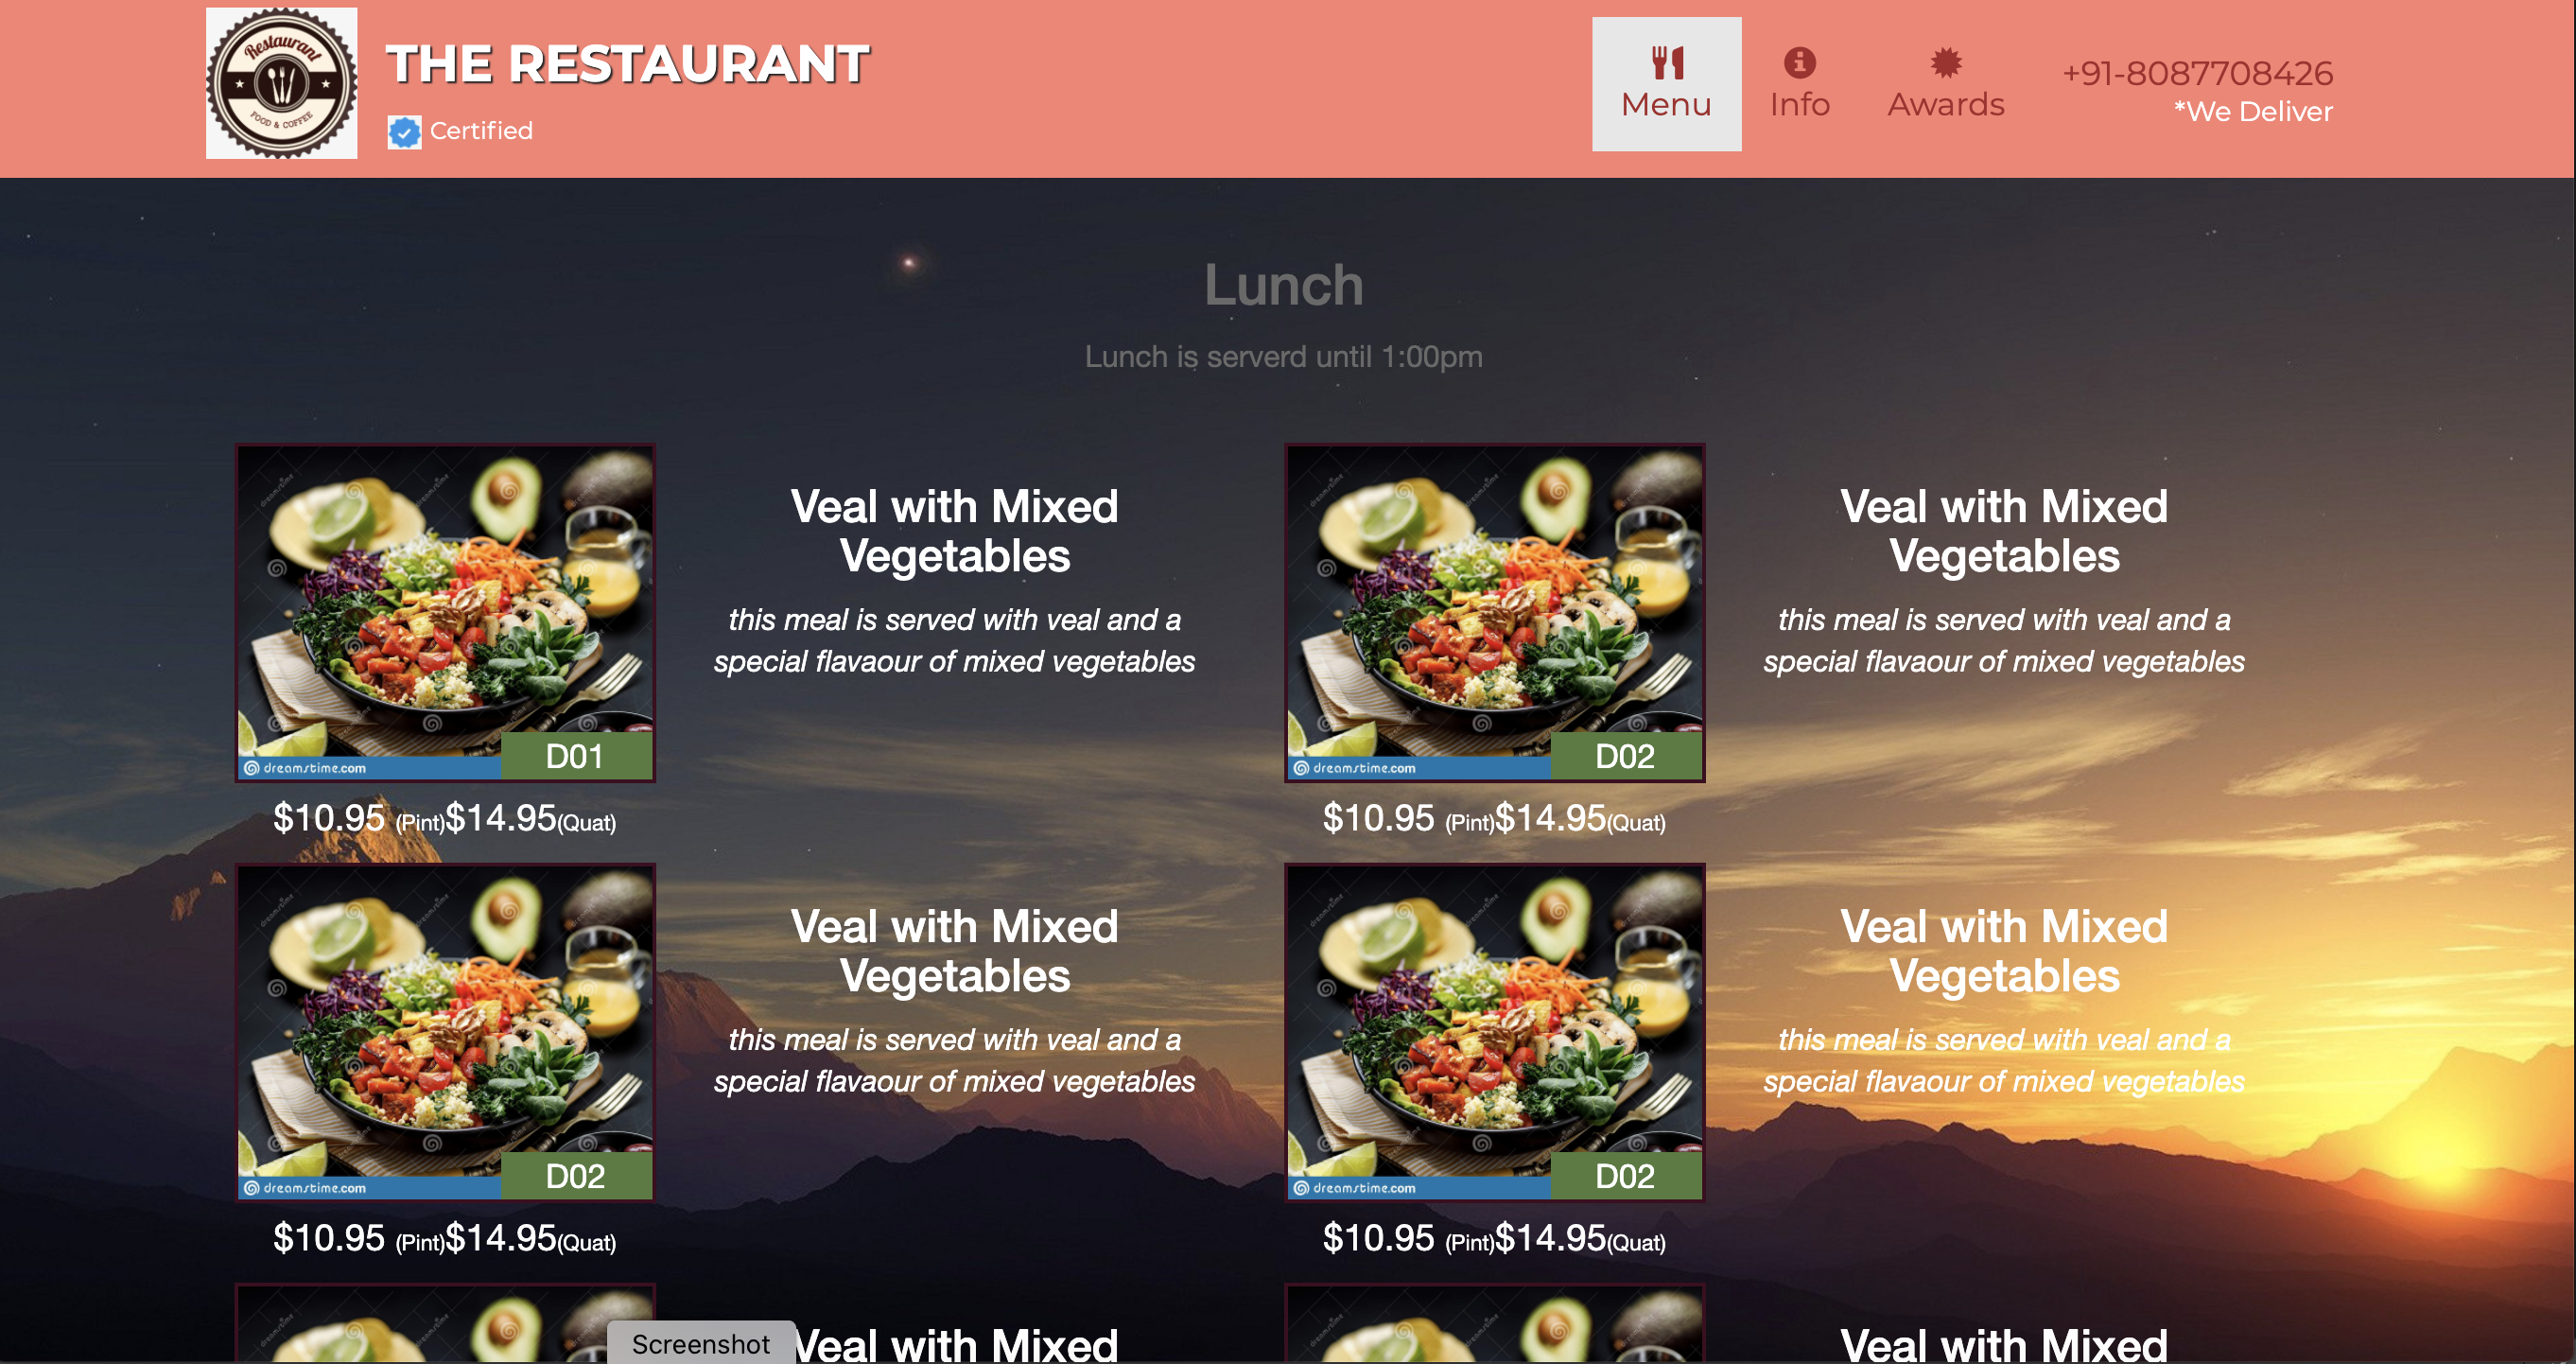 Restaurant
FOOD & COFFEE
THE RESTAURANT
Certified
Menu
Info
Awards
+91-8087708426
*We Deliver
Lunch
Lunch is serverd until 1:00pm
dreamstime.com
D01
$10.95 (Pint)$14.95(Quat)
Veal with Mixed
Vegetables
this meal is served with veal and a
special flavaour of mixed vegetables
dreamstime.com
D02
$10.95 (Pint)$14.95(Quat)
Veal with Mixed
Vegetables
this meal is served with veal and a
special flavaour of mixed vegetables
dreamstime.com
D02
$10.95 (Pint)$14.95(Quat)
Veal with Mixed
Vegetables
this meal is served with veal and a
special flavaour of mixed vegetables
dreamstime.com
D02
$10.95 (Pint)$14.95(Quat)
Veal with Mixed
Vegetables
this meal is served with veal and a
special flavaour of mixed vegetables
Screenshot
Veal with Mixed
Veal with Mixed